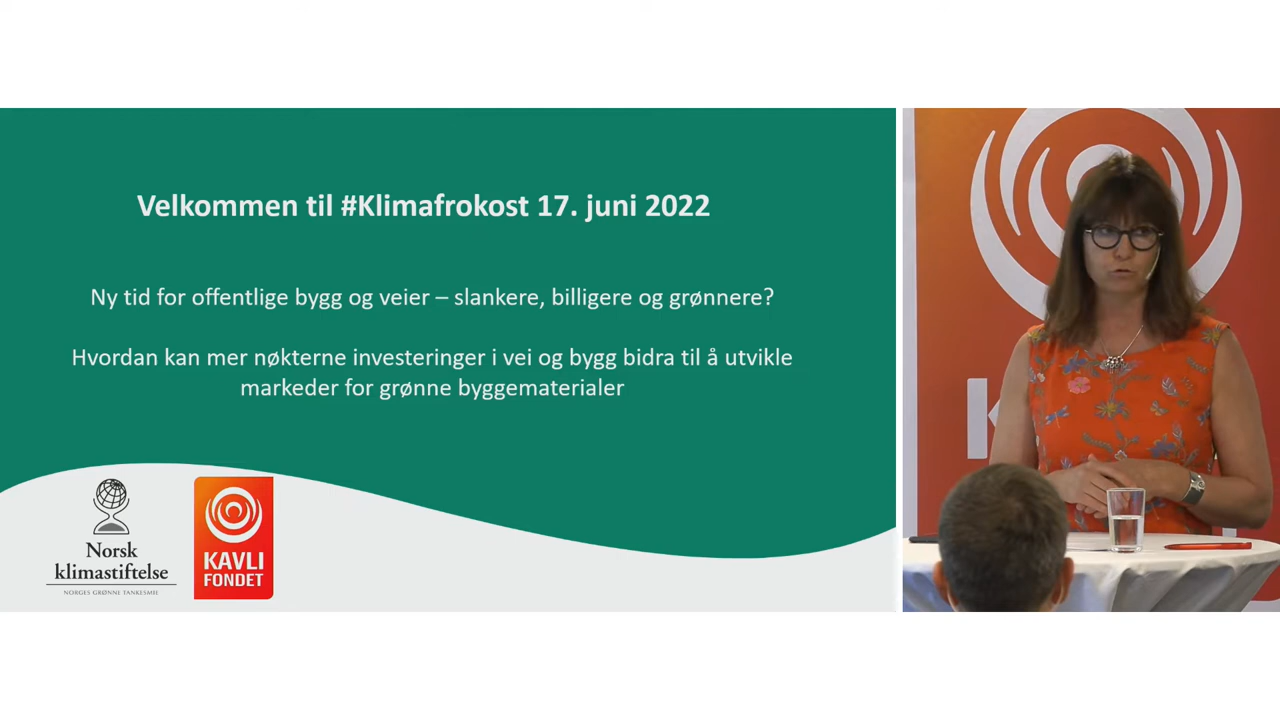 Velkommen til #Klimafrokost 17. juni 2022
Ny tid for offentlige bygg og veier – slankere, billigere og grønnere?
Hvordan kan mer nøkterne investeringer i vei og bygg bidra til å utvikle
markeder for grønne byggematerialer
Norsk
klimastiftelse
NORGES GRØNNE TANKESMIE
KAVLI
FONDET
K